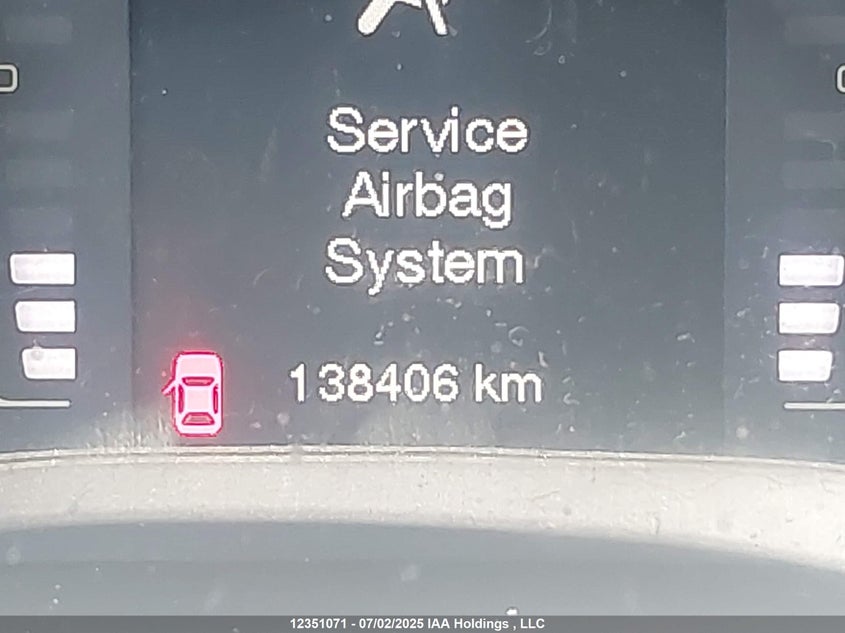 Service
Airbag
System
138406 km
12351071 - 07/02/2025 IAA Holdings , LLC